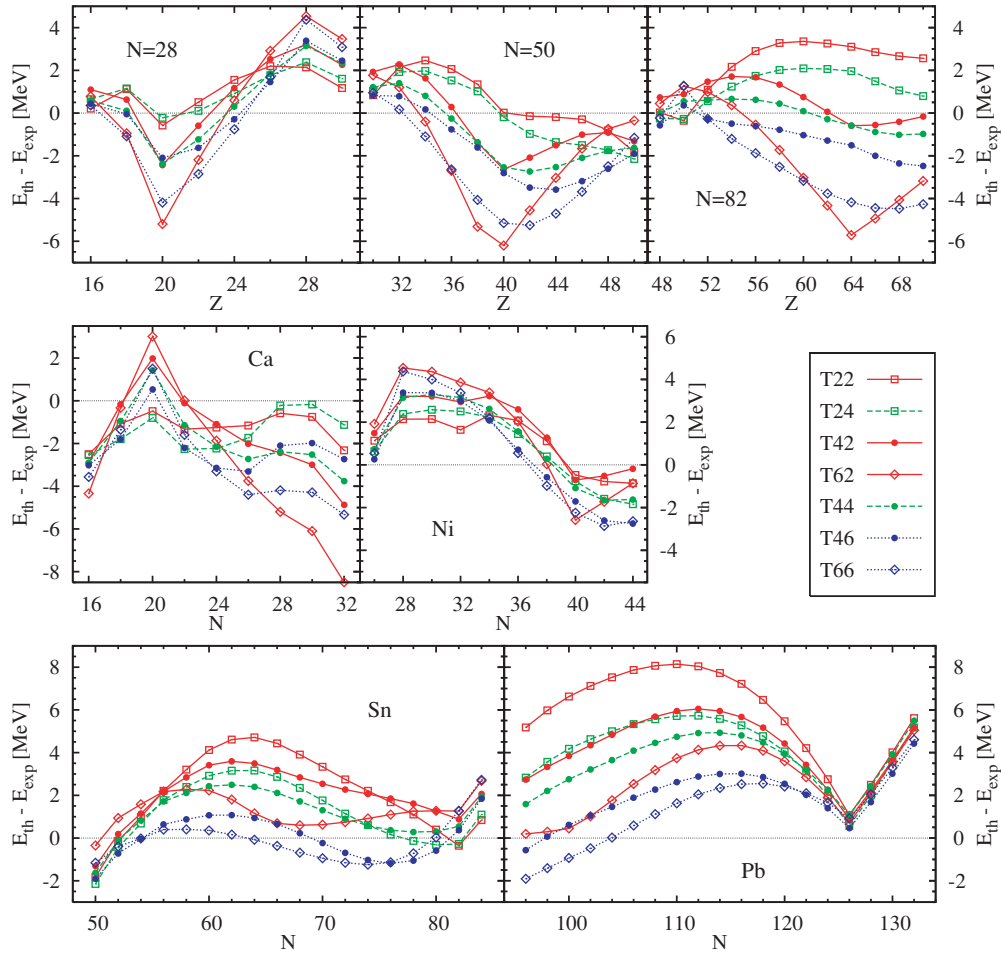 E_th - E_exp [MeV]
4
2
0
-2
-4
-6
N=28
16
20
24
28
Z
N=50
32
36
40
44
48
Z
N=82
48
52
56
60
64
68
Z
4
2
0
-2
-4
-6
E_th - E_exp [MeV]
E_th - E_exp [MeV]
2
0
-2
-4
-6
-8
Ca
16
20
24
28
32
N
Ni
28
32
36
40
44
N
6
4
2
0
-2
-4
E_th - E_exp [MeV]
T22
T24
T42
T62
T44
T46
T66
E_th - E_exp [MeV]
8
6
4
2
0
-2
Sn
50
60
70
80
N
Pb
100
110
120
130
N
8
6
4
2
0
-2
E_th - E_exp [MeV]